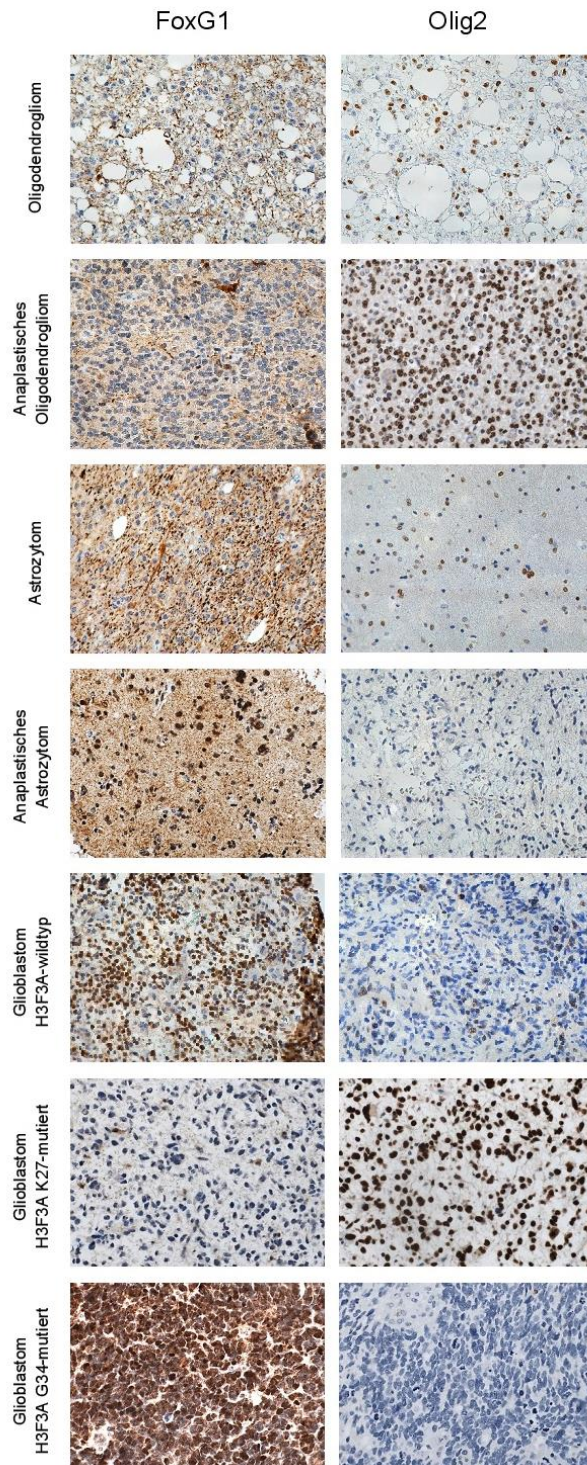 FoxG1 Olig2
Oligodendrogliom
Anaplastisches
Oligodendrogliom
Astrozytom
Anaplastisches
Astrozytom
Glioblastom
H3F3A-wildtyp
Glioblastom
H3F3A K27-mutiert
Glioblastom
H3F3A G34-mutiert